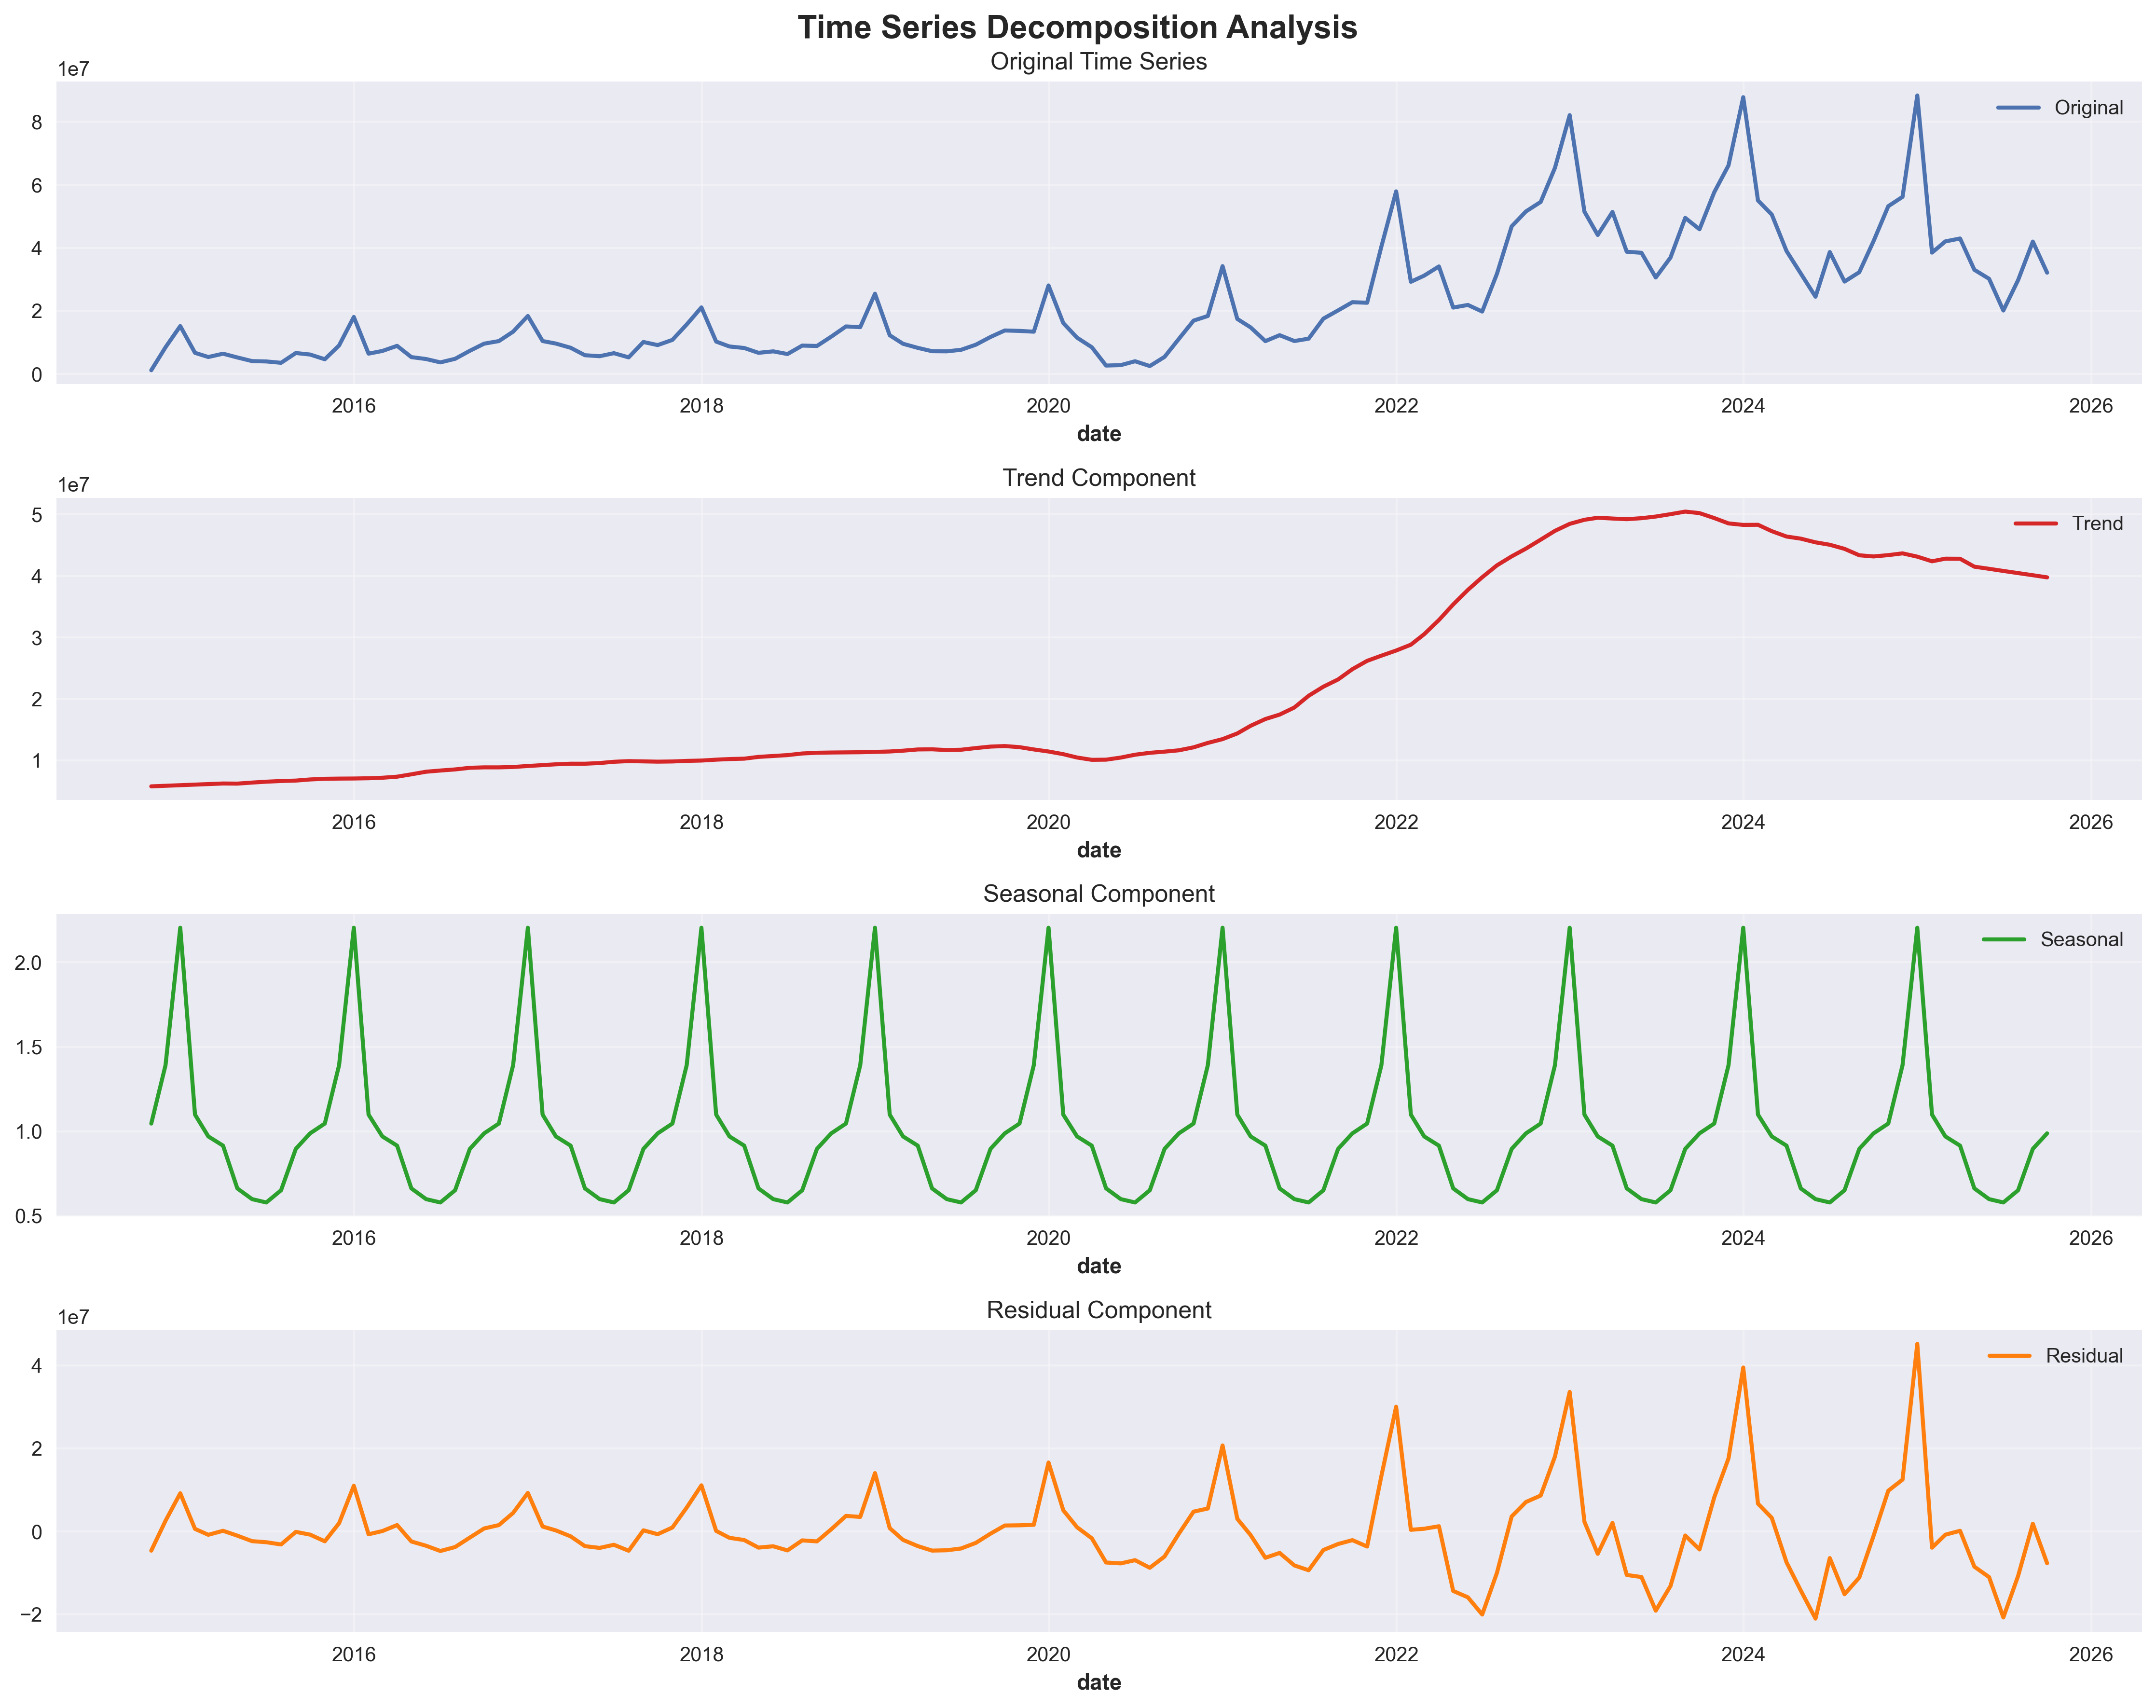 Time Series Decomposition Analysis
Original Time Series
1e7
Original
8
6
4
2
0
2016 2018 2020 2022 2024 2026
date
Trend Component
1e7
Trend
5
4
3
2
1
2016 2018 2020 2022 2024 2026
date
Seasonal Component
Seasonal
2.0
1.5
1.0
0.5
2016 2018 2020 2022 2024 2026
date
Residual Component
1e7
Residual
4
2
0
−2
2016 2018 2020 2022 2024 2026
date